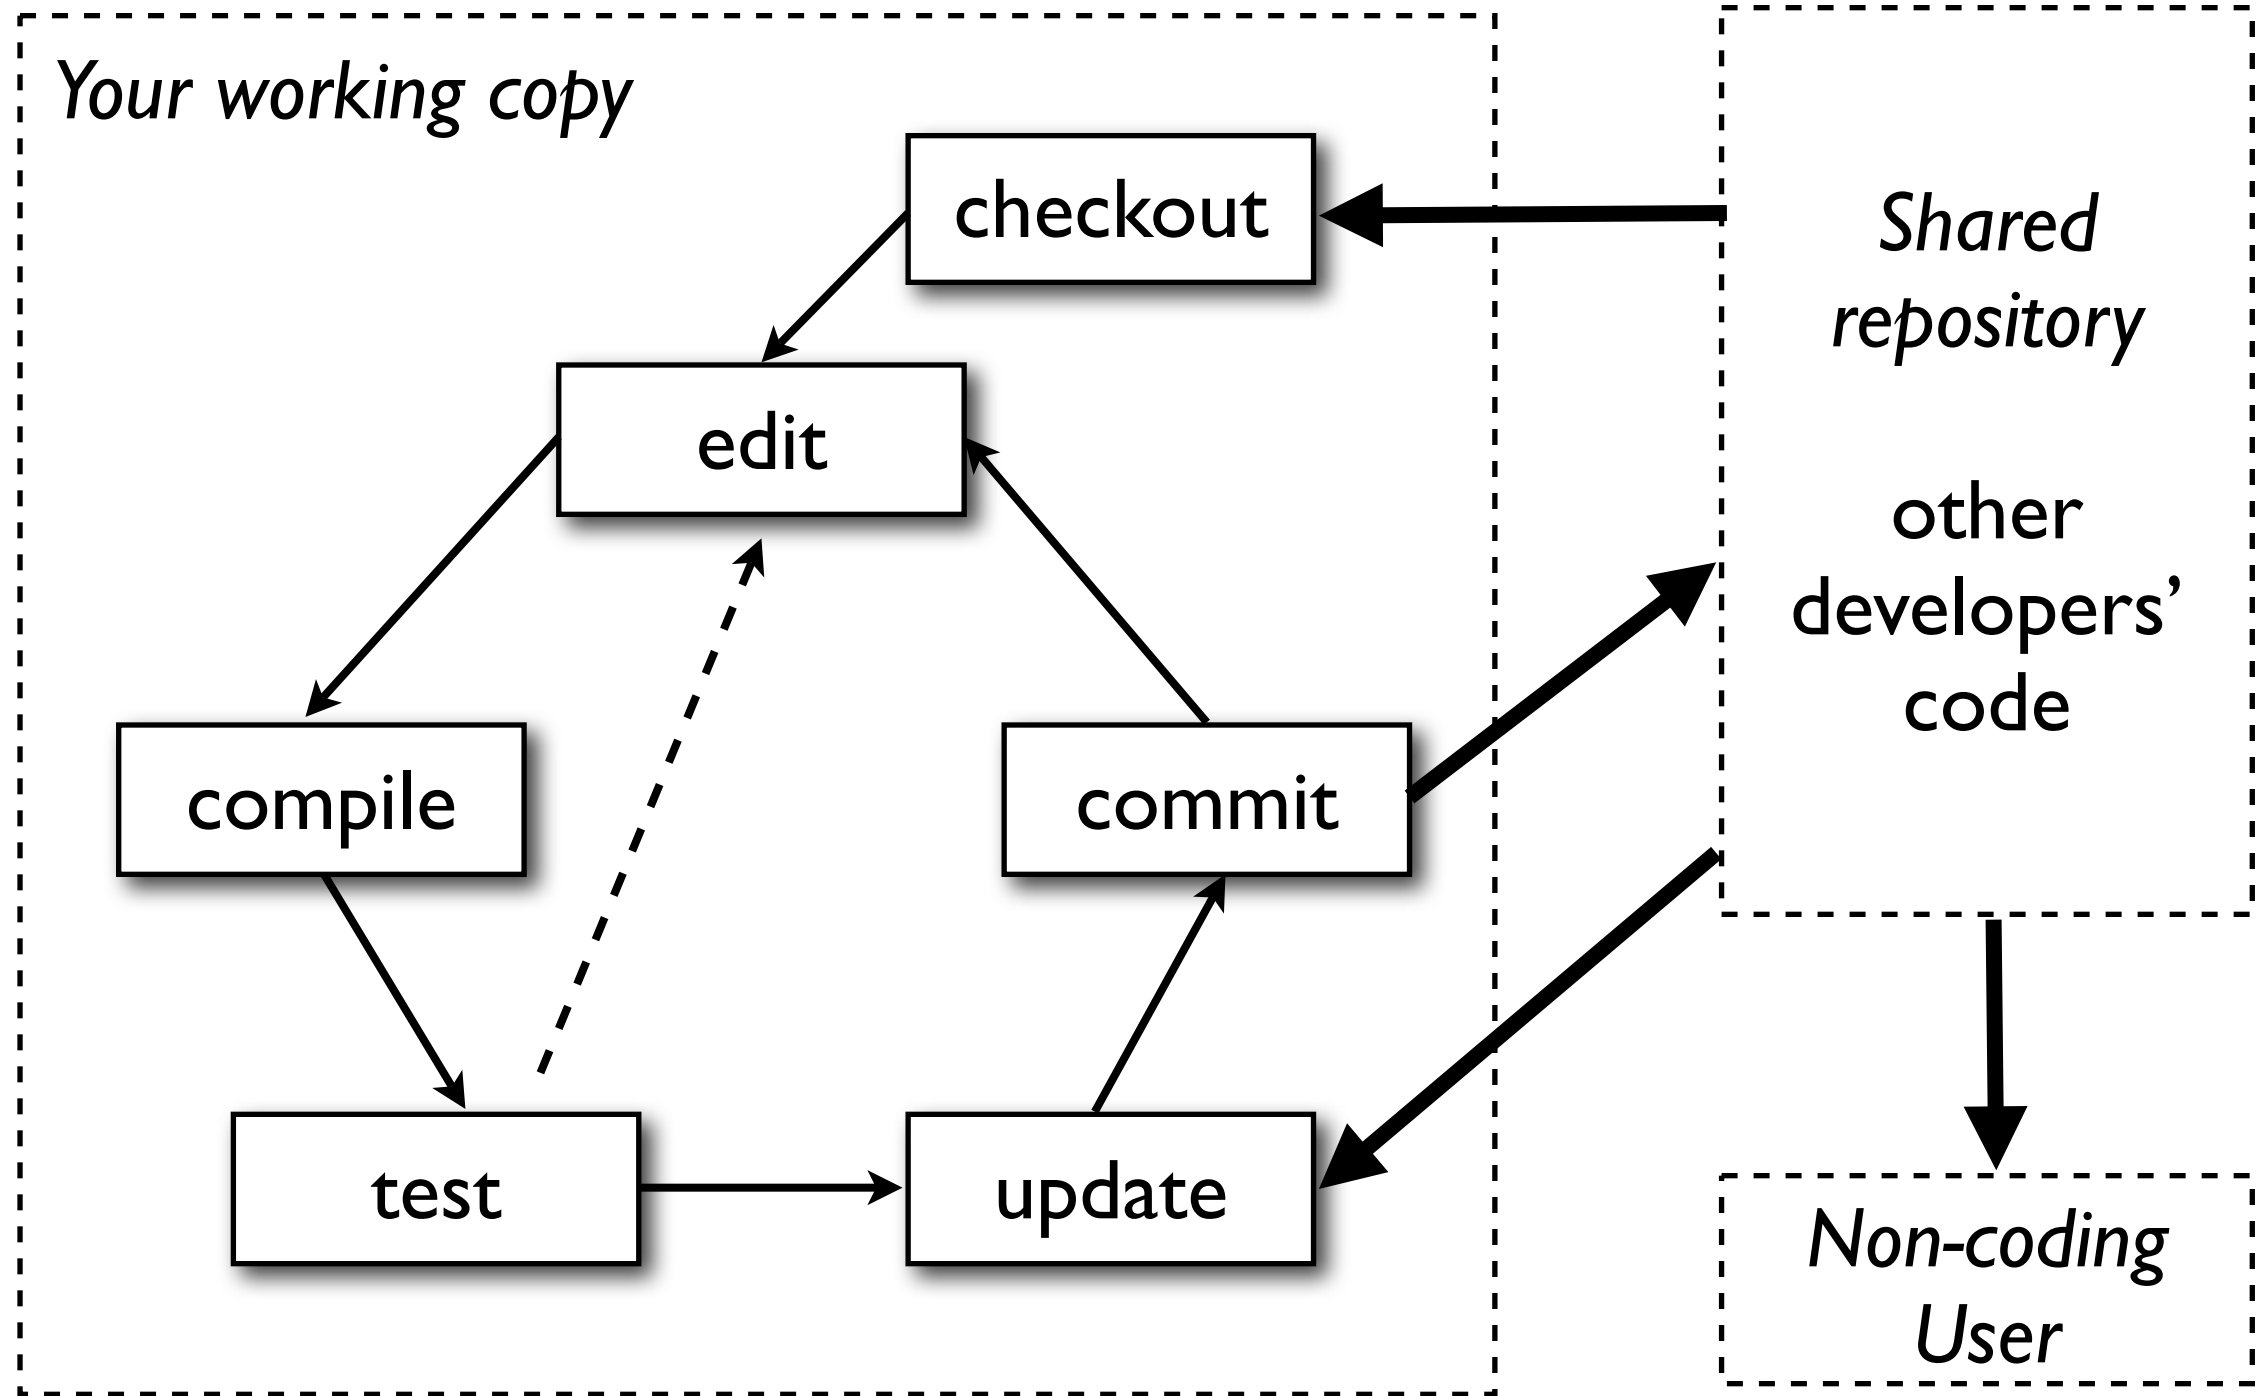 Your working copy
checkout
edit
compile
commit
test
update
Shared
repository
other
developers’
code
Non-coding
User